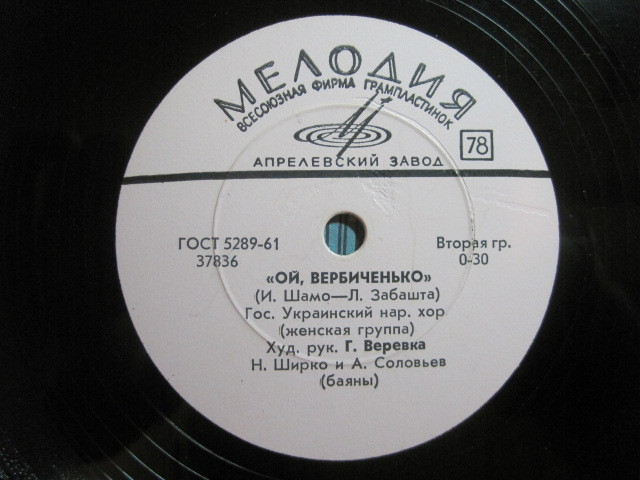 МЕЛОДИЯ
ВСЕСОЮЗНАЯ ФИРМА ГРАМПЛАСТИНОК
78
АПРЕЛЕВСКИЙ ЗАВОД
ГОСТ 5289-61
37836
Вторая гр.
0-30
«ОЙ, ВЕРБИЧЕНЬКО»
(И. Шамо—Л. Забашта)
Гос. Украинский нар. хор
(женская группа)
Худ. рук. Г. Веревка
Н. Ширко и А. Соловьев
(баяны)